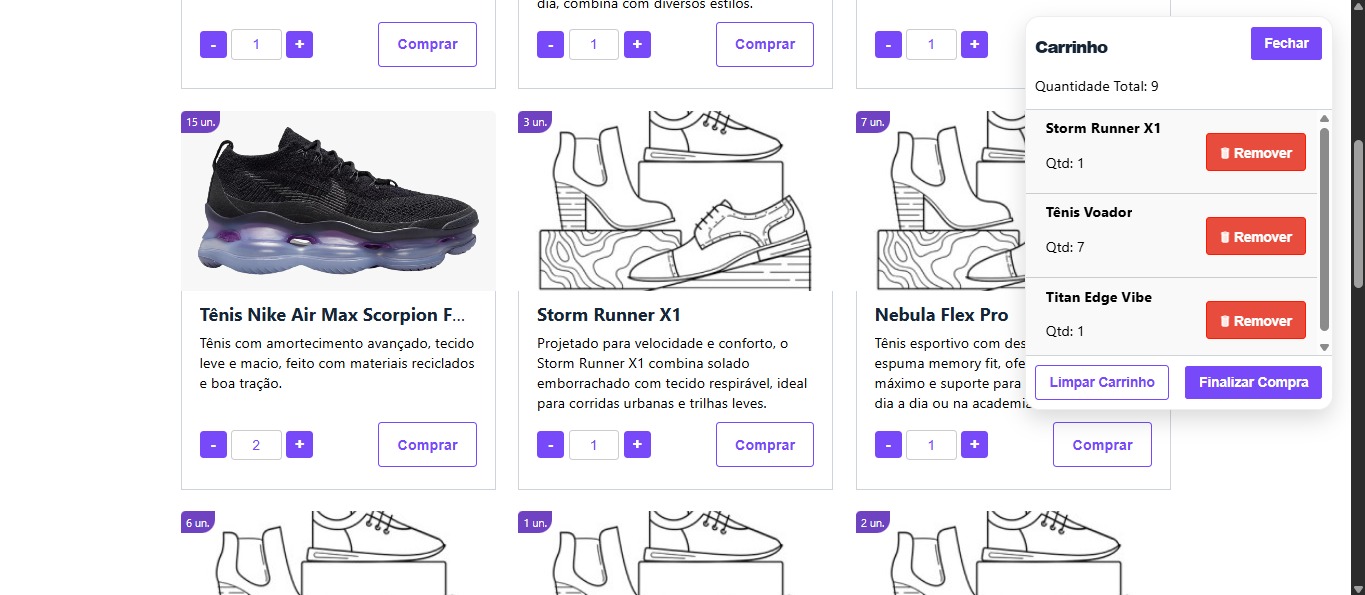 dia, combina com diversos estilos.
- 1 + Comprar
- 1 + Comprar
- 1 +
Carrinho
Fechar
Quantidade Total: 9
Storm Runner X1
Qtd: 1
Remover
Tênis Voador
Qtd: 7
Remover
Titan Edge Vibe
Qtd: 1
Remover
Limpar Carrinho
Finalizar Compra
15 un.
Tênis Nike Air Max Scorpion F...
Tênis com amortecimento avançado, tecido
leve e macio, feito com materiais reciclados
e boa tração.
- 2 + Comprar
3 un.
Storm Runner X1
Projetado para velocidade e conforto, o
Storm Runner X1 combina solado
emborrachado com tecido respirável, ideal
para corridas urbanas e trilhas leves.
- 1 + Comprar
7 un.
Nebula Flex Pro
Tênis esportivo com des
espuma memory fit, ofe
máximo e suporte para
dia a dia ou na academia
- 1 + Comprar
6 un.
1 un.
2 un.